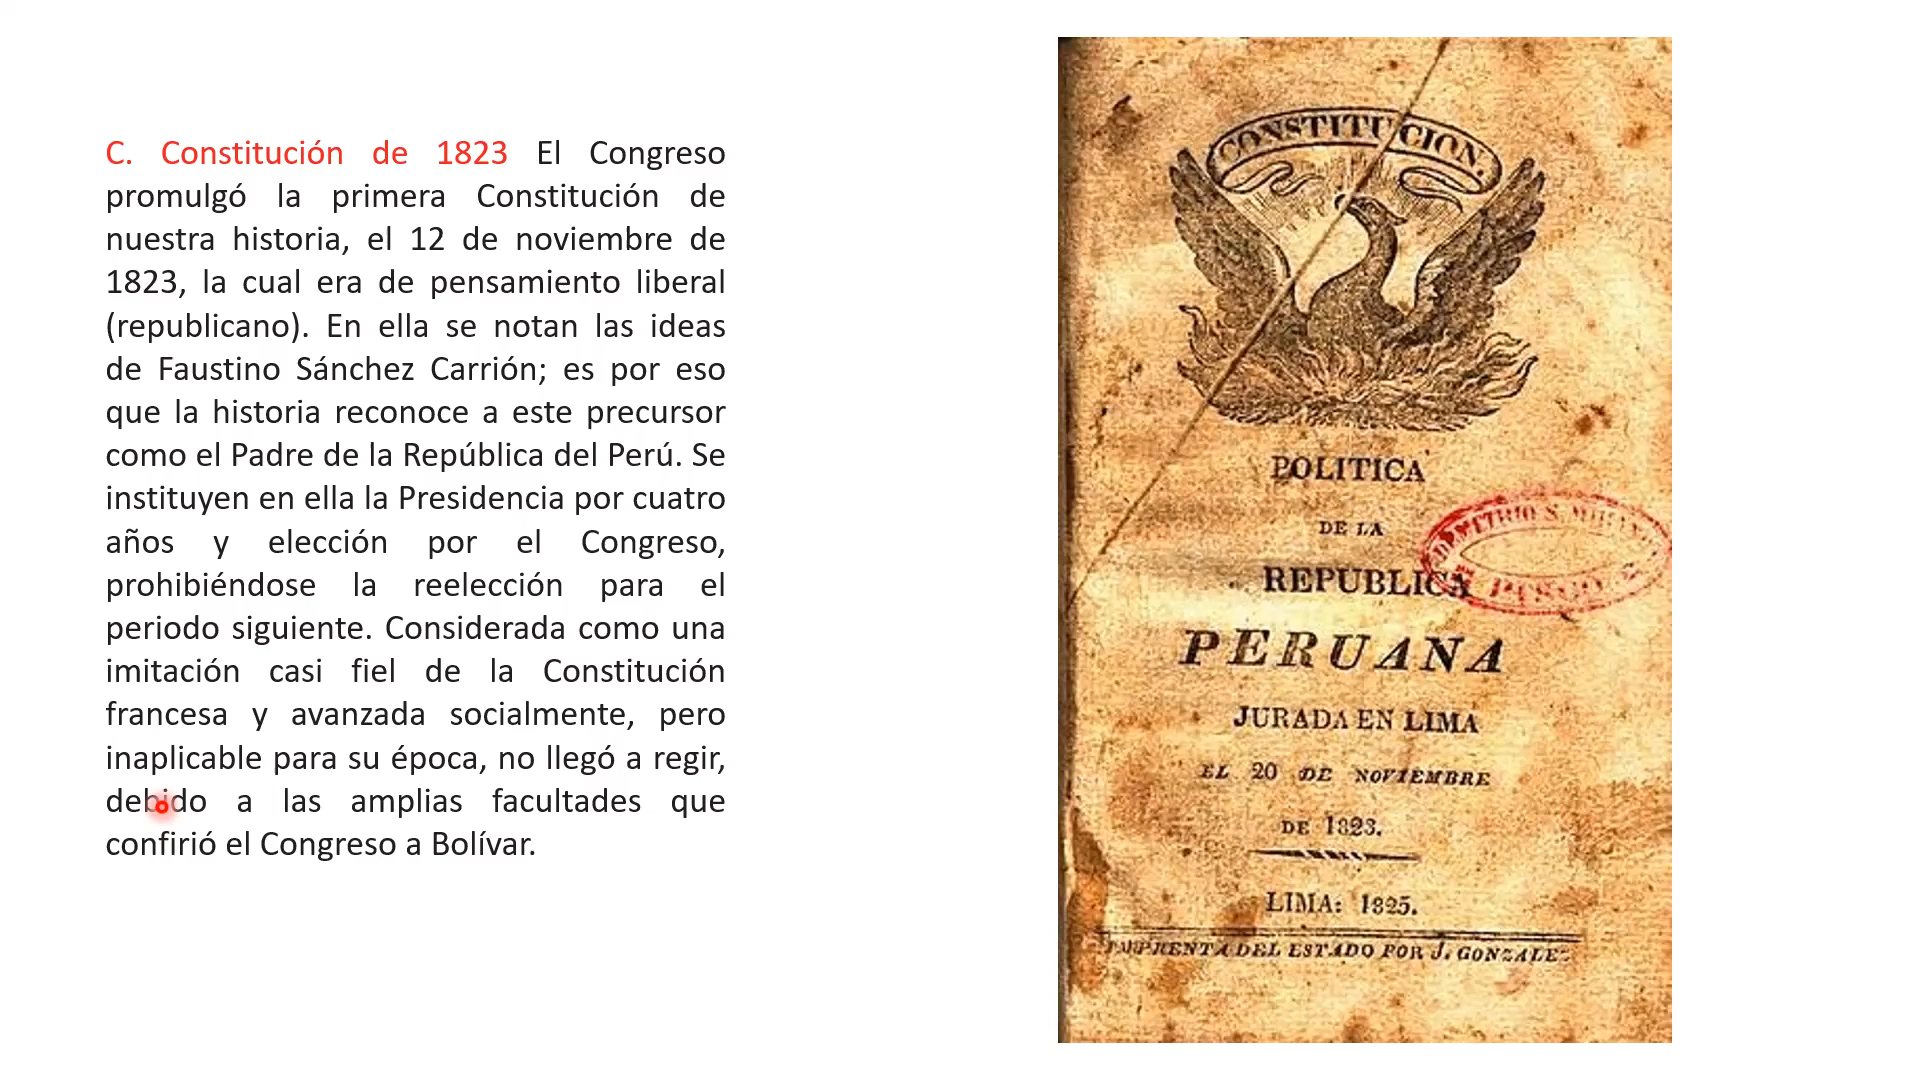 C. Constitución de 1823 El Congreso
promulgó la primera Constitución de
nuestra historia, el 12 de noviembre de
1823, la cual era de pensamiento liberal
(republicano). En ella se notan las ideas
de Faustino Sánchez Carrión; es por eso
que la historia reconoce a este precursor
como el Padre de la República del Perú. Se
instituyen en ella la Presidencia por cuatro
años y elección por el Congreso,
prohibiéndose la reelección para el
periodo siguiente. Considerada como una
imitación casi fiel de la Constitución
francesa y avanzada socialmente, pero
inaplicable para su época, no llegó a regir,
debido a las amplias facultades que
confirió el Congreso a Bolívar.
CONSTITUCION.
POLITICA
DE LA
REPUBLICA
PERUANA
JURADA EN LIMA
EL 20 DE NOVIEMBRE
DE 1823.
LIMA: 1825.
IMPRENTA DEL ESTADO POR J. GONZALEZ